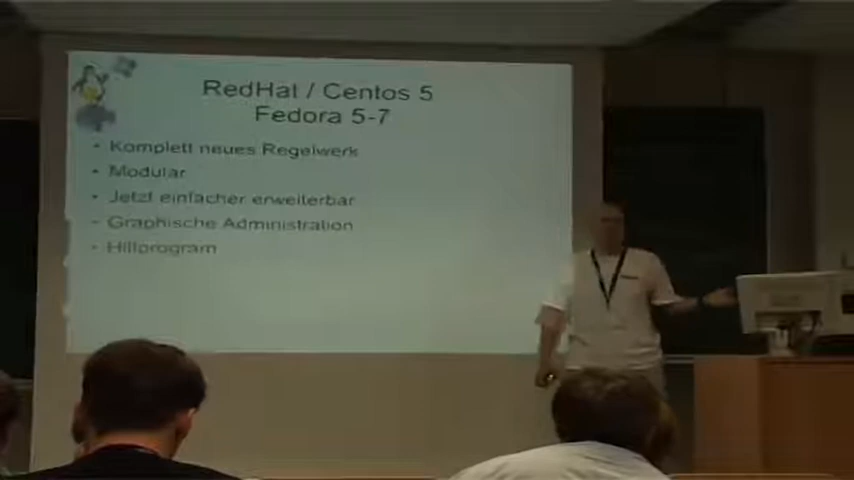 RedHat / Centos 5
Fedora 5-7
Komplett neues Regelwerk
Modular
Jetzt einfacher erweiterbar
Graphische Administration
Hilfprogram